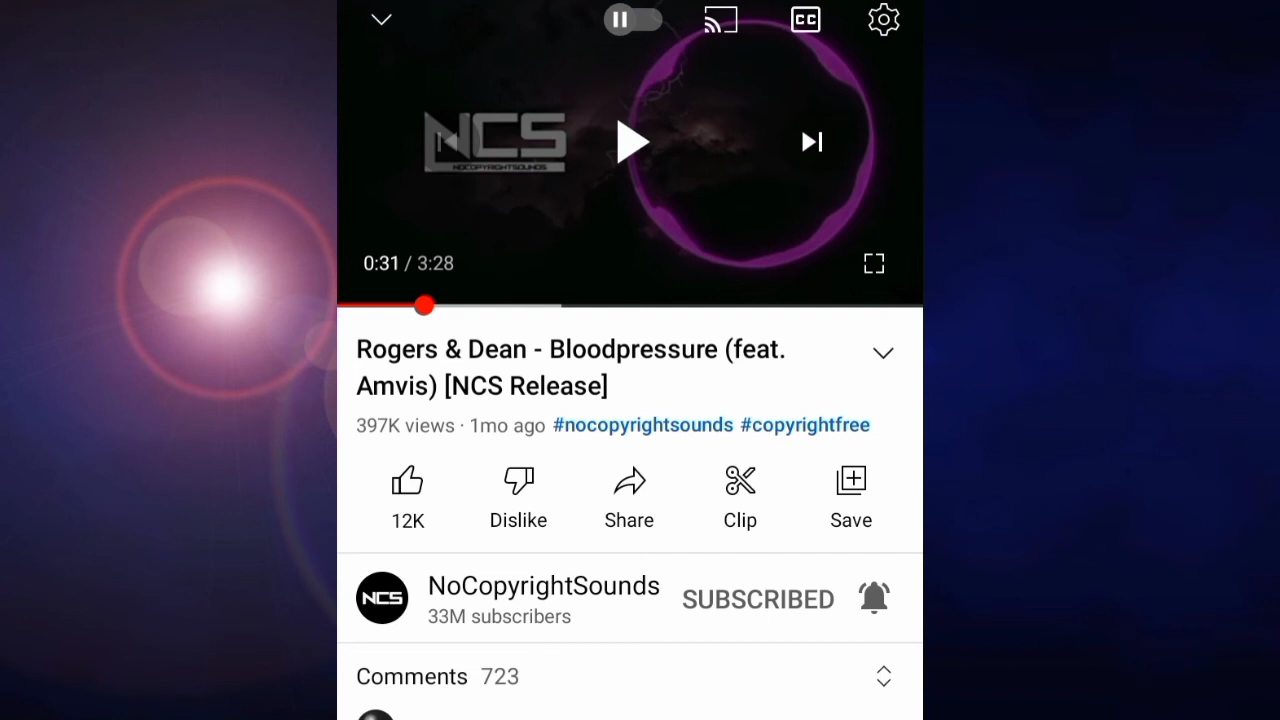 CC
NCS
NOCOPYRIGHTSOUNDS
0:31 / 3:28
Rogers & Dean - Bloodpressure (feat.
Amvis) [NCS Release]
397K views · 1mo ago #nocopyrightsounds #copyrightfree
12K Dislike Share Clip Save
NCS NoCopyrightSounds SUBSCRIBED
33M subscribers
Comments 723